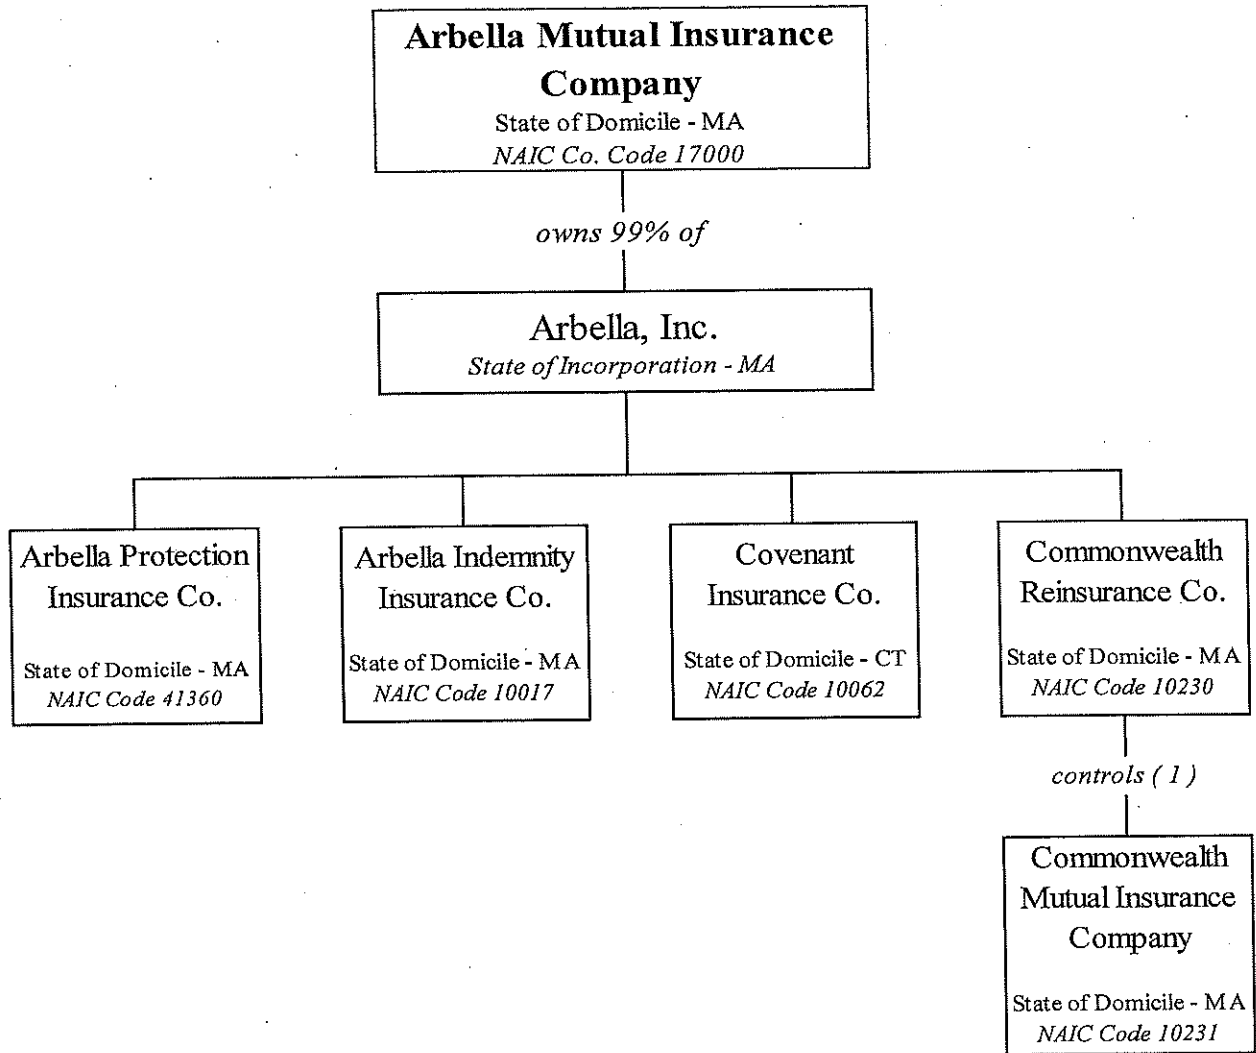 Arbella Mutual Insurance
Company
State of Domicile - MA
NAIC Co. Code 17000
owns 99% of
Arbella, Inc.
State of Incorporation - MA
Arbella Protection
Insurance Co.
State of Domicile - MA
NAIC Code 41360
Arbella Indemnity
Insurance Co.
State of Domicile - MA
NAIC Code 10017
Covenant
Insurance Co.
State of Domicile - CT
NAIC Code 10062
Commonwealth
Reinsurance Co.
State of Domicile - MA
NAIC Code 10230
controls ( 1 )
Commonwealth
Mutual Insurance
Company
State of Domicile - MA
NAIC Code 10231